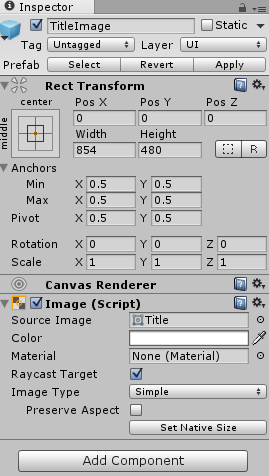 Inspector
TitleImage Static
Tag Untagged Layer UI
Prefab Select Revert Apply
Rect Transform
center Pos X Pos Y Pos Z
middle 0 0 0
Width Height
854 480 R
Anchors
Min X 0.5 Y 0.5
Max X 0.5 Y 0.5
Pivot X 0.5 Y 0.5
Rotation X 0 Y 0 Z 0
Scale X 1 Y 1 Z 1
Canvas Renderer
Image (Script)
Source Image Title
Color
Material None (Material)
Raycast Target
Image Type Simple
Preserve Aspect
Set Native Size
Add Component